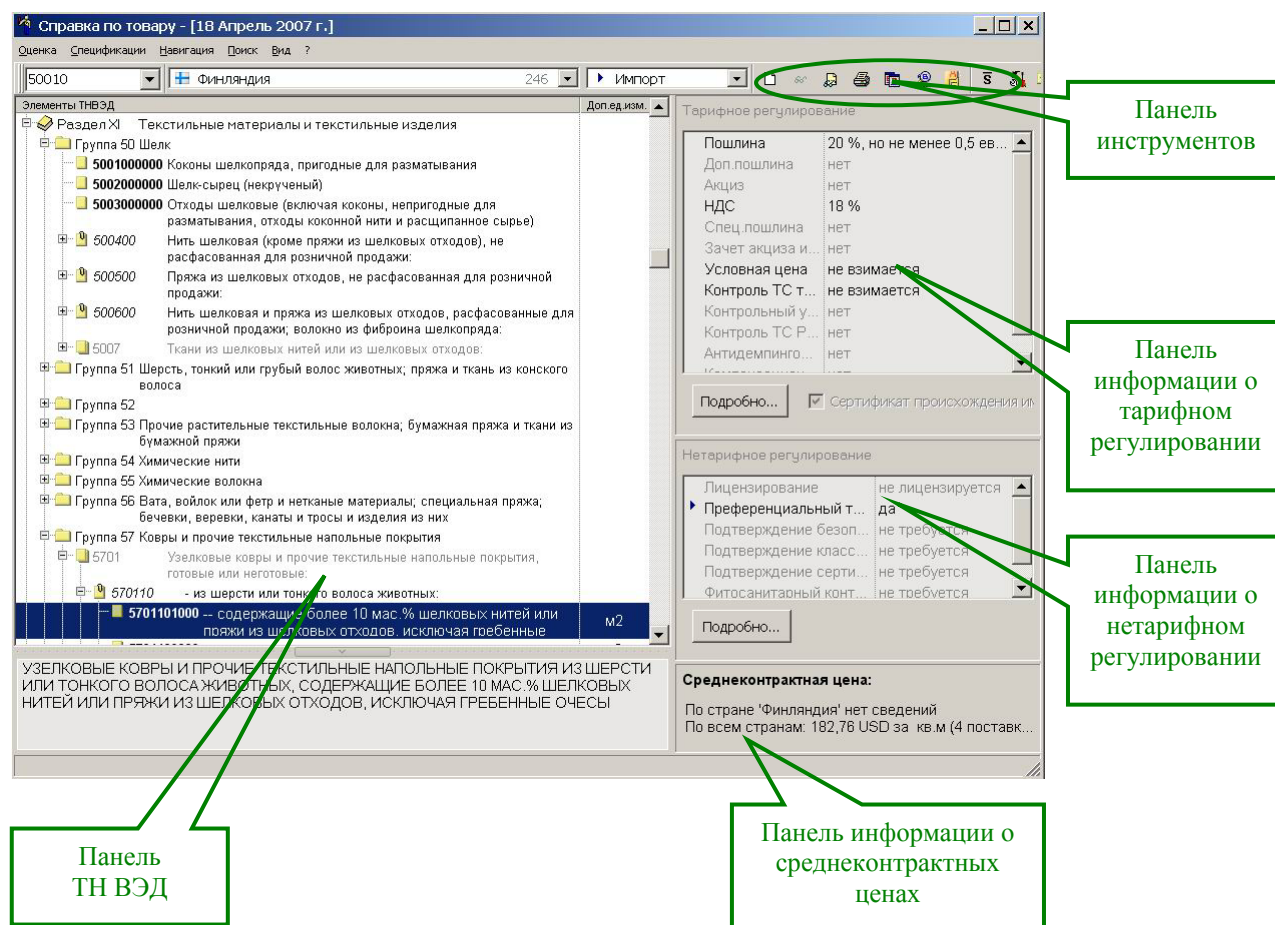 Справка по товару - [18 Апрель 2007 г.]
Оценка Спецификации Навигация Поиск Вид ?
50010 Финляндия 246 Импорт
Элементы ТНВЭД Доп.ед.изм.
Раздел XI Текстильные материалы и текстильные изделия
Группа 50 Шелк
5001000000 Коконы шелкопряда, пригодные для разматывания
5002000000 Шелк-сырец (некрученый)
5003000000 Отходы шелковые (включая коконы, непригодные для
разматывания, отходы коконной нити и расщипанное сырье)
500400 Нить шелковая (кроме пряжи из шелковых отходов), не
расфасованная для розничной продажи:
500500 Пряжа из шелковых отходов, не расфасованная для розничной
продажи:
500600 Нить шелковая и пряжа из шелковых отходов, расфасованные для
розничной продажи; волокно из фиброина шелкопряда:
5007 Ткани из шелковых нитей или из шелковых отходов:
Группа 51 Шерсть, тонкий или грубый волос животных; пряжа и ткань из конского
волоса
Группа 52
Группа 53 Прочие растительные текстильные волокна; бумажная пряжа и ткани из
бумажной пряжи
Группа 54 Химические нити
Группа 55 Химические волокна
Группа 56 Вата, войлок или фетр и нетканые материалы; специальная пряжа;
бечевки, веревки, канаты и тросы и изделия из них
Группа 57 Ковры и прочие текстильные напольные покрытия
5701 Узелковые ковры и прочие текстильные напольные покрытия,
готовые или неготовые:
570110 - из шерсти или тонкого волоса животных:
5701101000 -- содержащие более 10 мас.% шелковых нитей или
пряжи из шелковых отходов, исключая гребенные
м2
УЗЕЛКОВЫЕ КОВРЫ И ПРОЧИЕ ТЕКСТИЛЬНЫЕ НАПОЛЬНЫЕ ПОКРЫТИЯ ИЗ ШЕРСТИ
ИЛИ ТОНКОГО ВОЛОСА ЖИВОТНЫХ, СОДЕРЖАЩИЕ БОЛЕЕ 10 МАС.% ШЕЛКОВЫХ
НИТЕЙ ИЛИ ПРЯЖИ ИЗ ШЕЛКОВЫХ ОТХОДОВ, ИСКЛЮЧАЯ ГРЕБЕННЫЕ ОЧЕСЫ
Тарифное регулирование
Пошлина 20 %, но не менее 0,5 ев...
Доп.пошлина нет
Акциз нет
НДС 18 %
Спец.пошлина нет
Зачет акциза и... нет
Условная цена не взимается
Контроль ТС т... не взимается
Контрольный у... нет
Контроль ТС Р... нет
Антидемпинго... нет
Подробно... Сертификат происхождения им
Нетарифное регулирование
Лицензирование не лицензируется
Преференциальный т... да
Подтверждение безоп... не требуется
Подтверждение класс... не требуется
Подтверждение серти... не требуется
Фитосанитарный конт... не требуется
Подробно...
Среднеконтрактная цена:
По стране 'Финляндия' нет сведений
По всем странам: 182,76 USD за кв.м (4 поставк...
Панель
инструментов
Панель
информации о
тарифном
регулировании
Панель
информации о
нетарифном
регулировании
Панель
ТН ВЭД
Панель информации о
среднеконтрактных
ценах